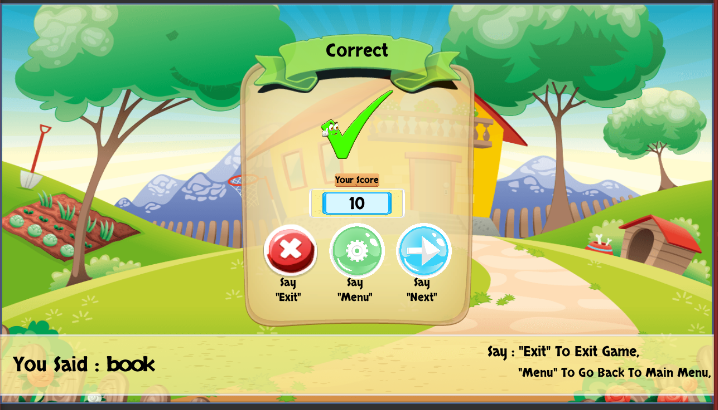 Correct
Your Score
10
Say Say Say
"Exit" "Menu" "Next"
You Said : book
Say : "Exit" To Exit Game,
"Menu" To Go Back To Main Menu,